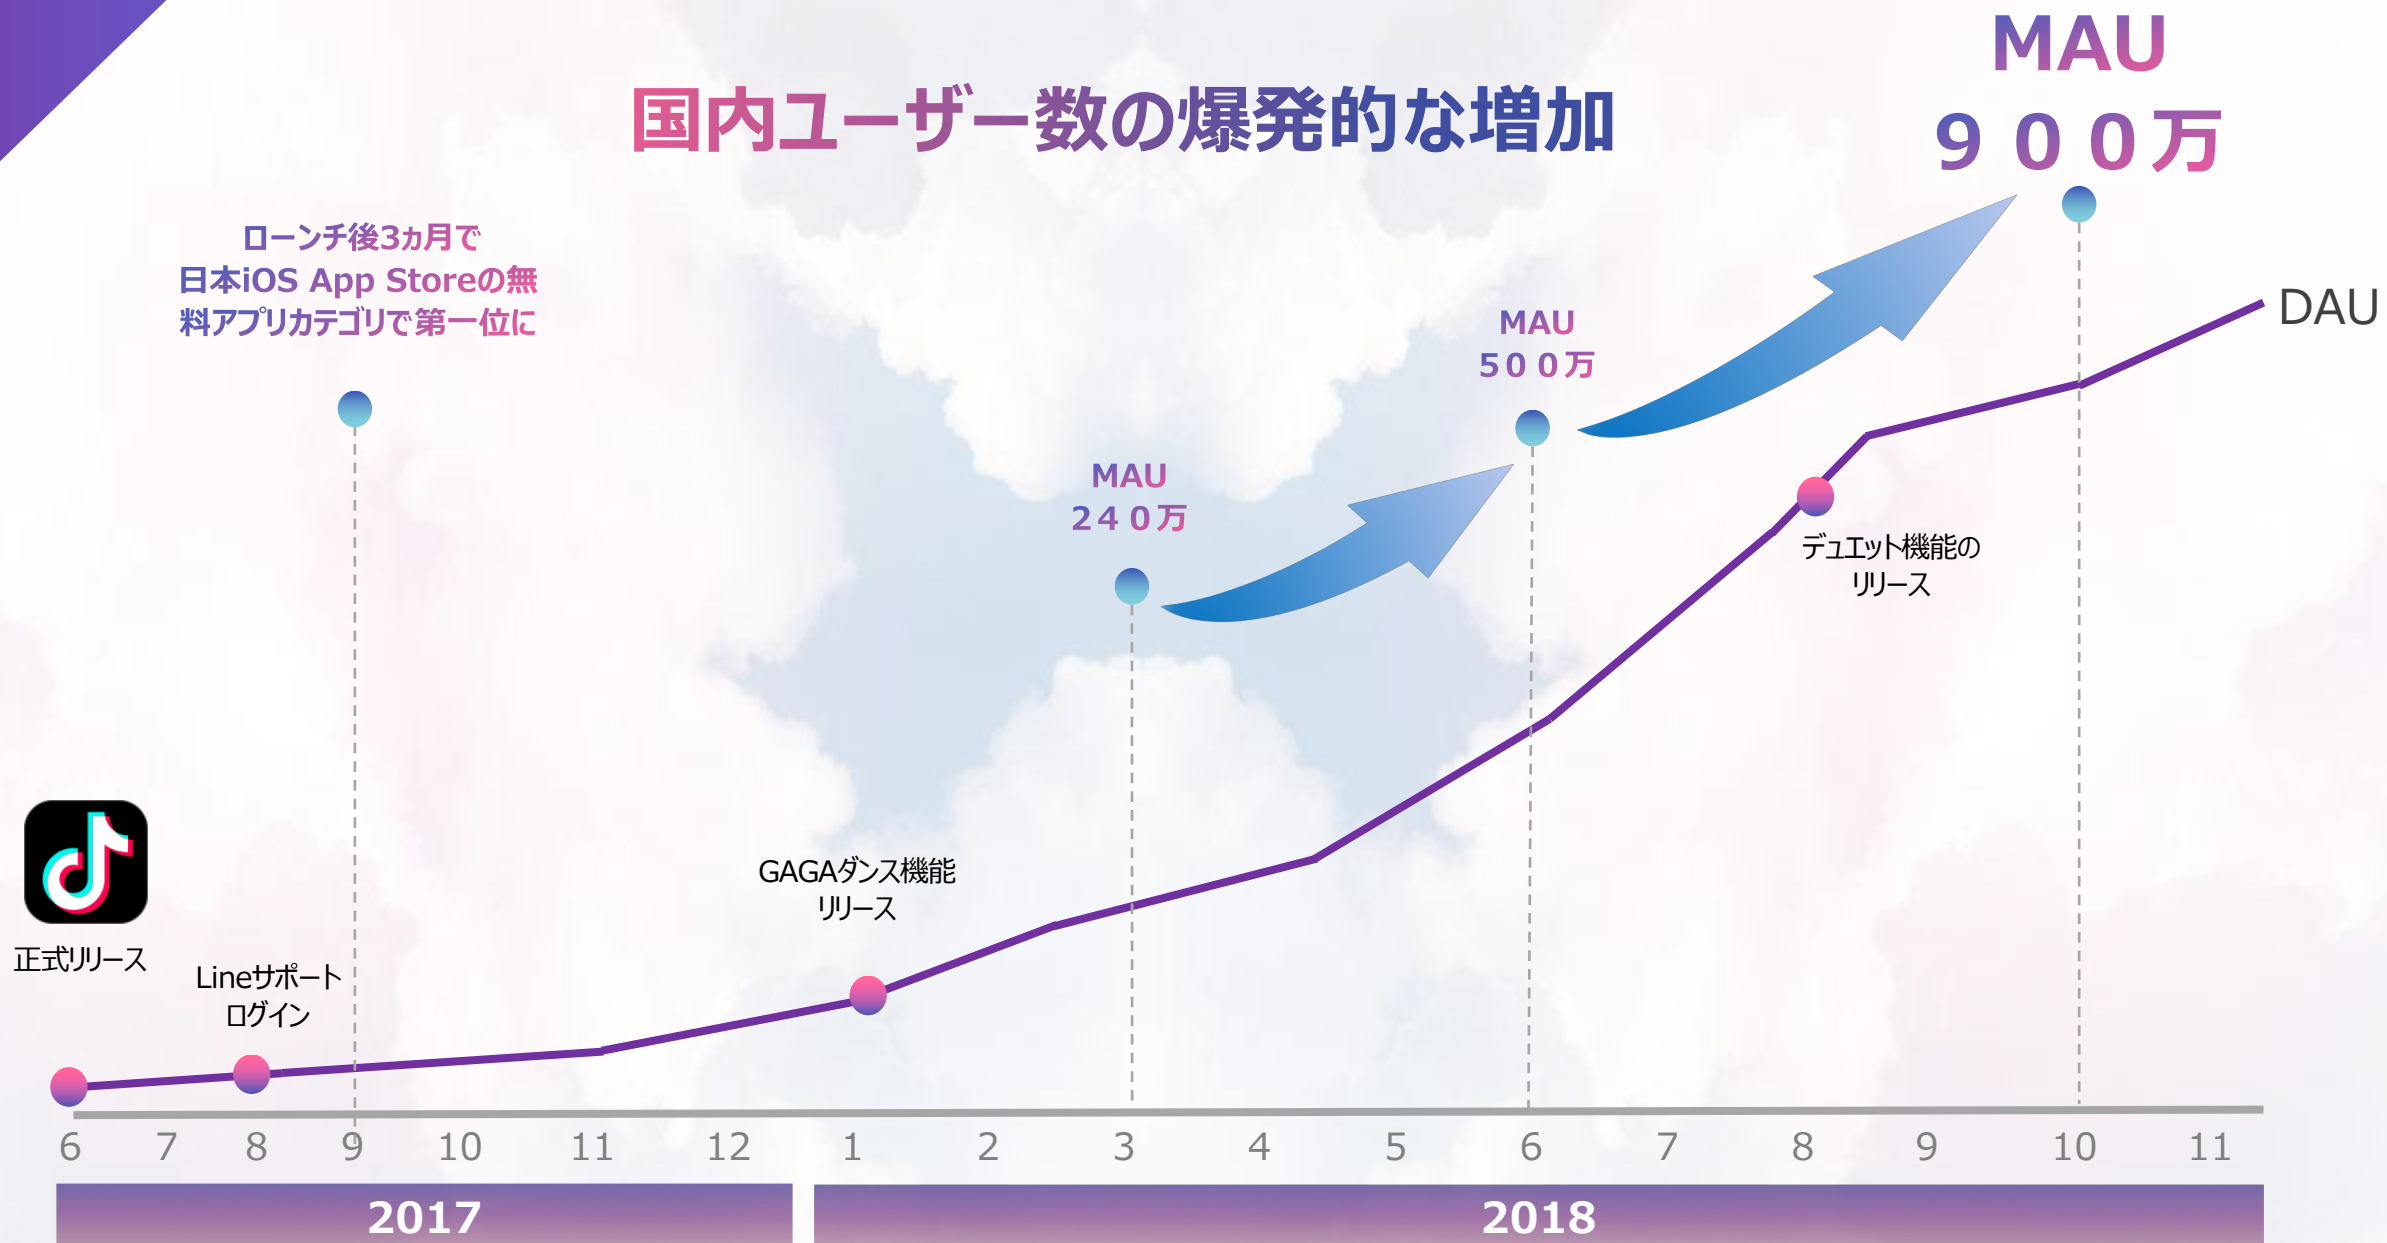 国内ユーザー数の爆発的な増加
MAU
９００万
ローンチ後3ヵ月で
日本iOS App Storeの無
料アプリカテゴリで第一位に
MAU
５００万
DAU
MAU
２４０万
デュエット機能の
リリース
GAGAダンス機能
リリース
正式リリース
Lineサポート
ログイン
6 7 8 9 10 11 12 1 2 3 4 5 6 7 8 9 10 11
2017 2018